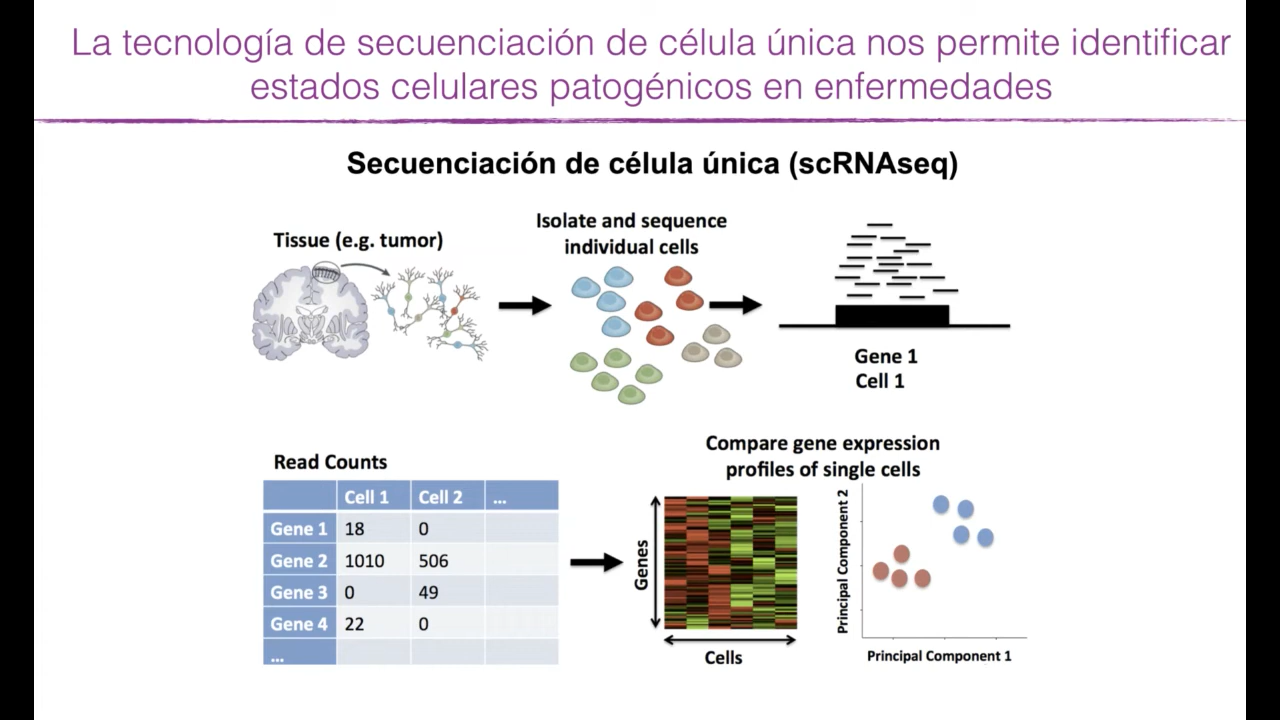 La tecnología de secuenciación de célula única nos permite identificar
estados celulares patogénicos en enfermedades
Secuenciación de célula única (scRNAseq)
Tissue (e.g. tumor)
Isolate and sequence
individual cells
Gene 1
Cell 1
Read Counts
Cell 1 Cell 2 ...
Gene 1 18 0
Gene 2 1010 506
Gene 3 0 49
Gene 4 22 0
...
Compare gene expression
profiles of single cells
Genes
Cells
Principal Component 2
Principal Component 1